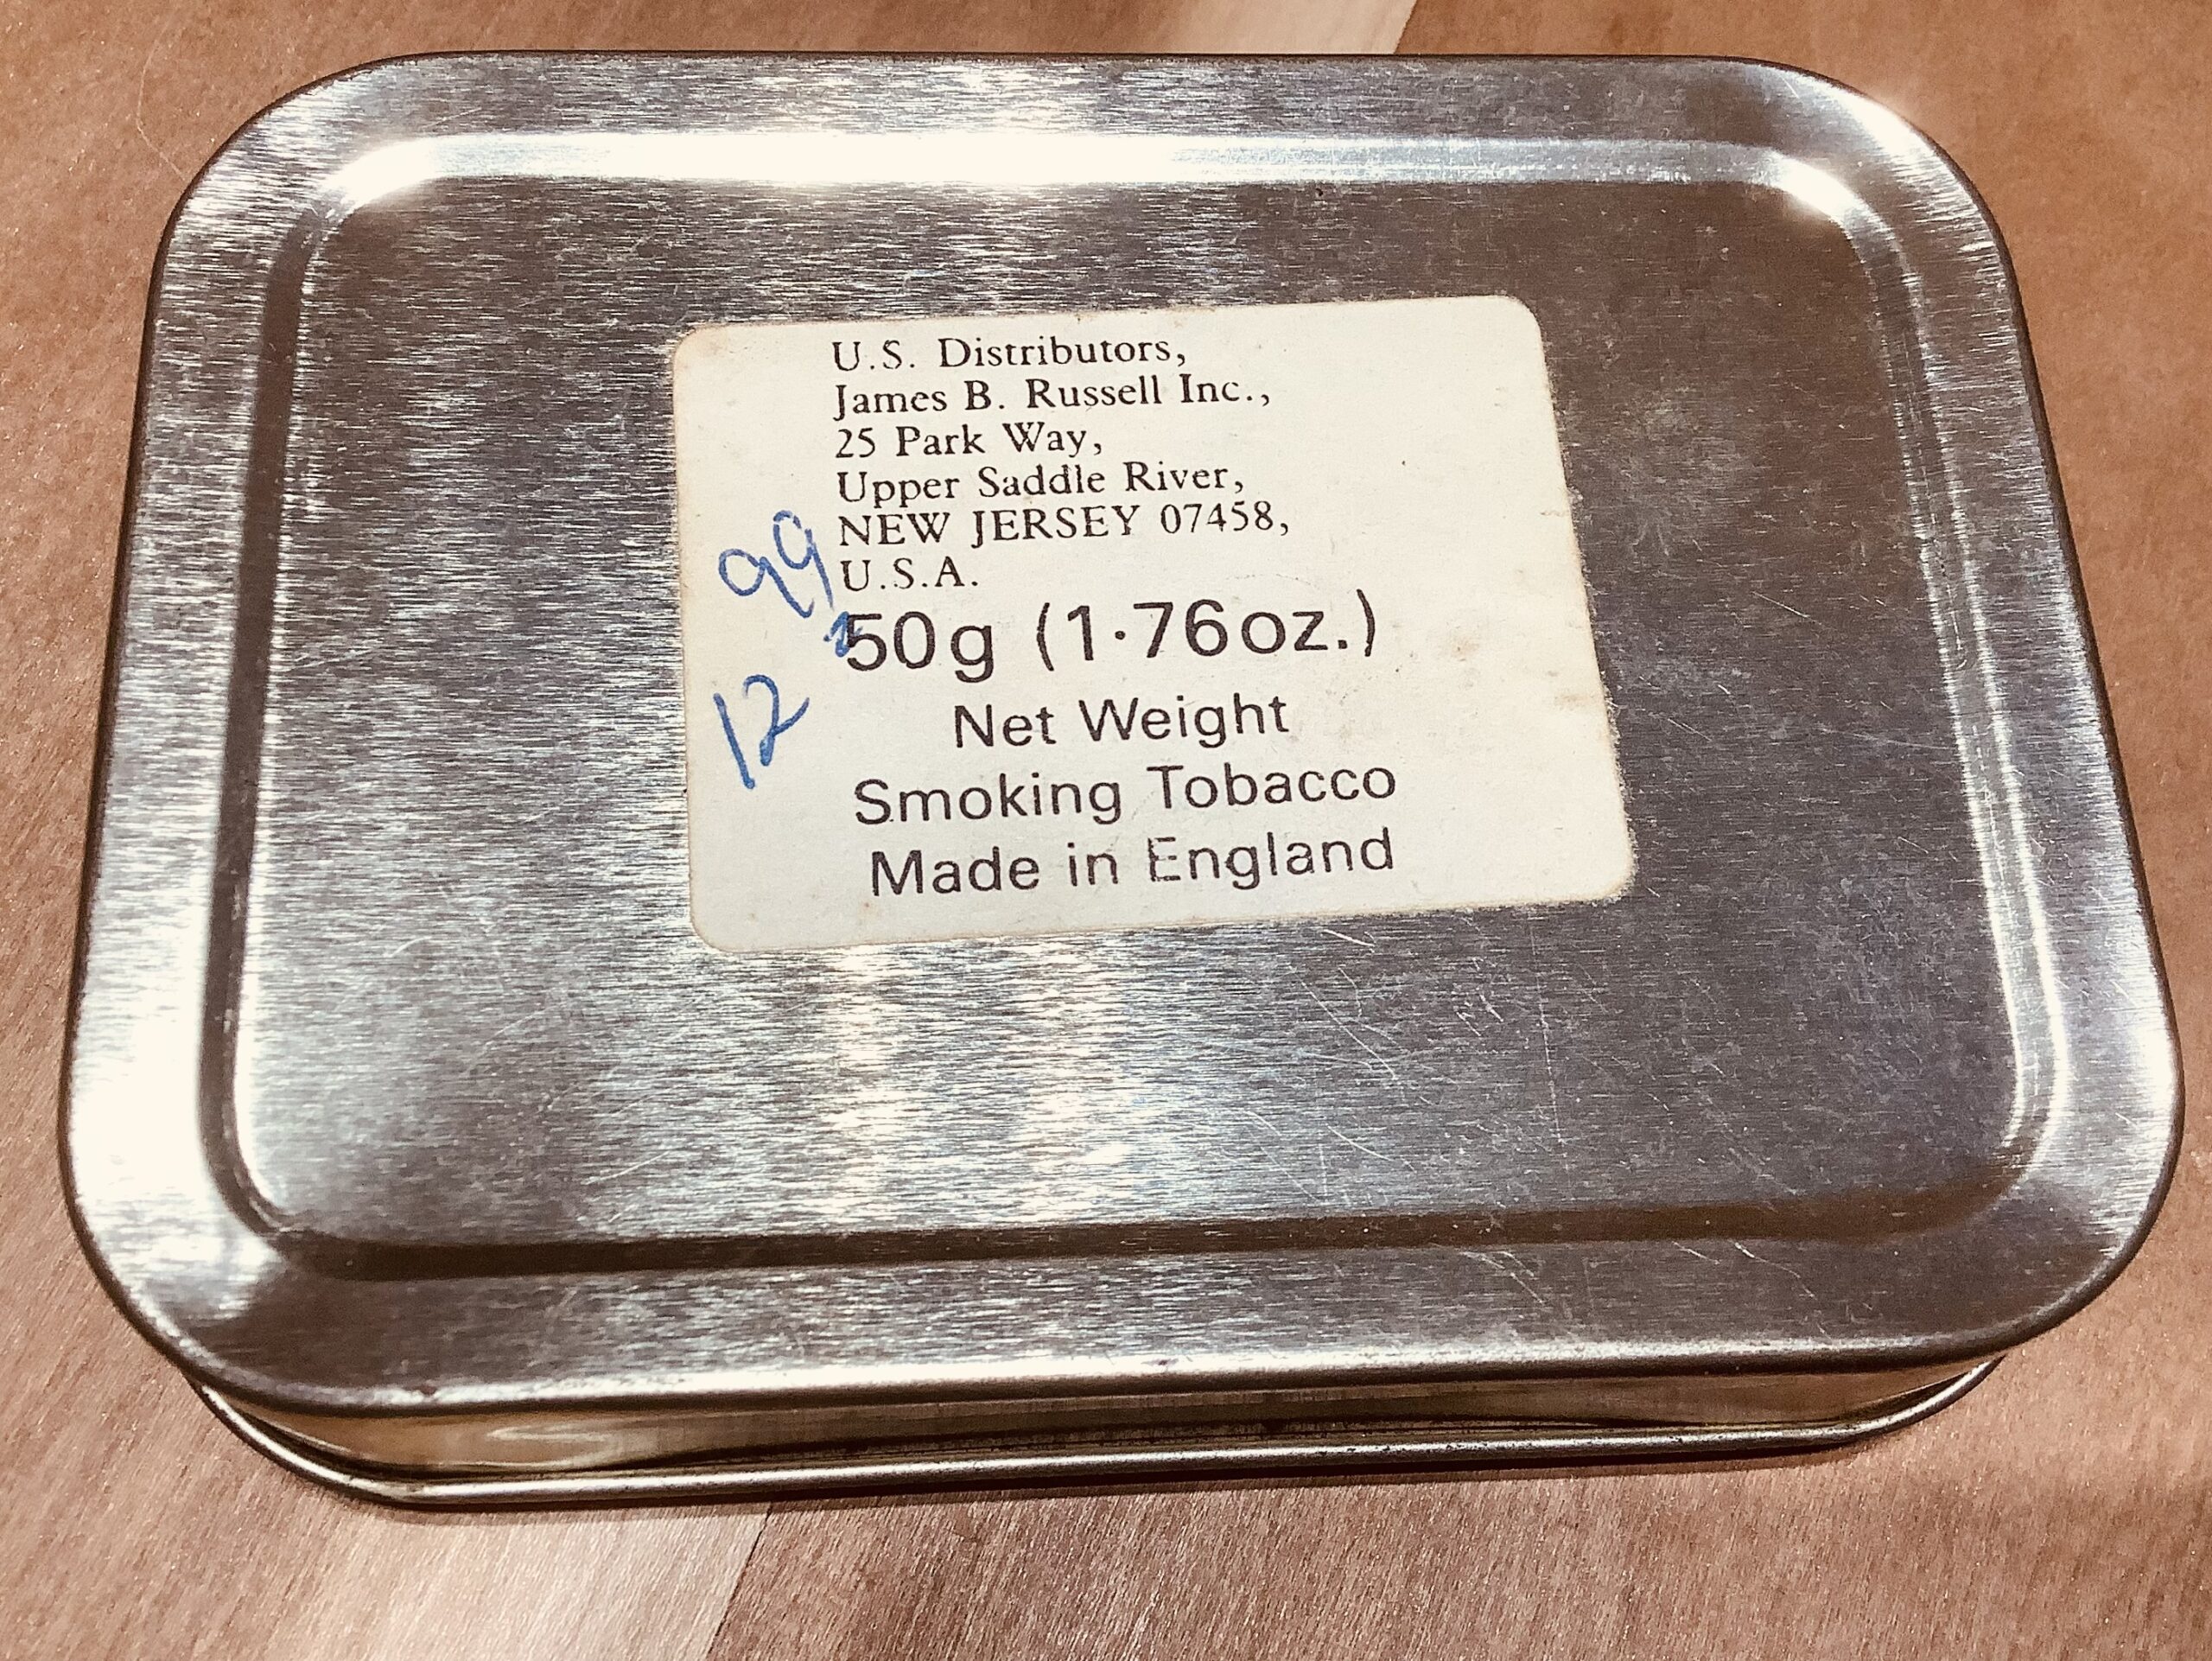 U.S. Distributors,
James B. Russell Inc.,
25 Park Way,
Upper Saddle River,
NEW JERSEY 07458,
U.S.A.
50g (1·76oz.)
Net Weight
Smoking Tobacco
Made in England
12 99